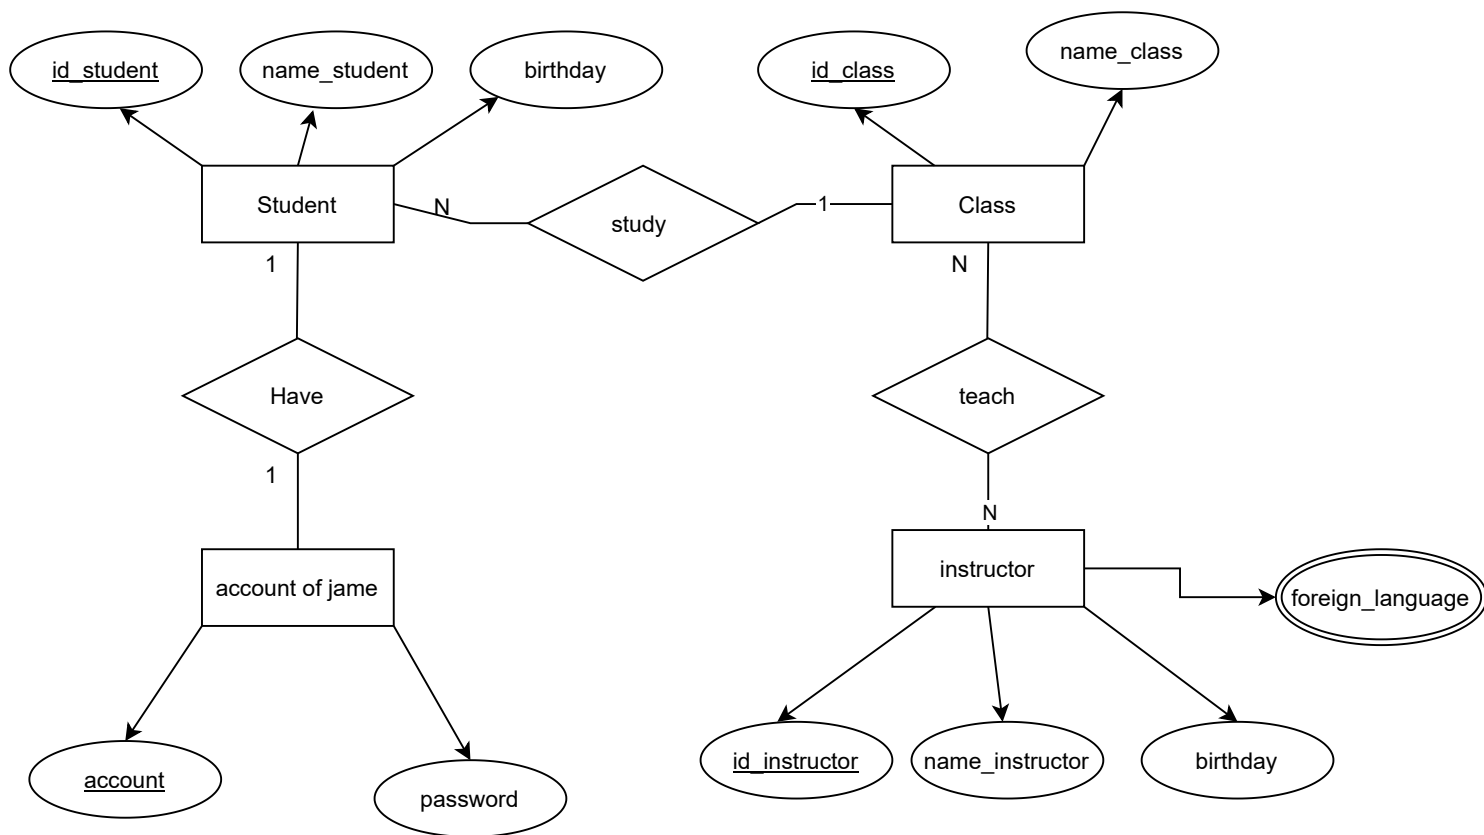 id_student
name_student
birthday
id_class
name_class
Student
N
study
1
Class
1
N
Have
teach
1
N
account of jame
instructor
foreign_language
account
password
id_instructor
name_instructor
birthday